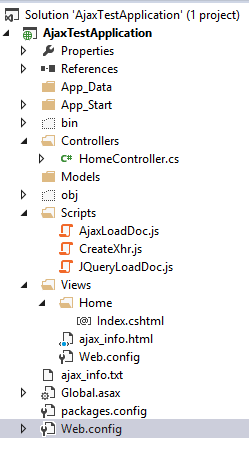 Solution 'AjaxTestApplication' (1 project)
AjaxTestApplication
Properties
References
App_Data
App_Start
bin
Controllers
C# HomeController.cs
Models
obj
Scripts
AjaxLoadDoc.js
CreateXhr.js
JQueryLoadDoc.js
Views
Home
[@] Index.cshtml
ajax_info.html
Web.config
ajax_info.txt
Global.asax
packages.config
Web.config